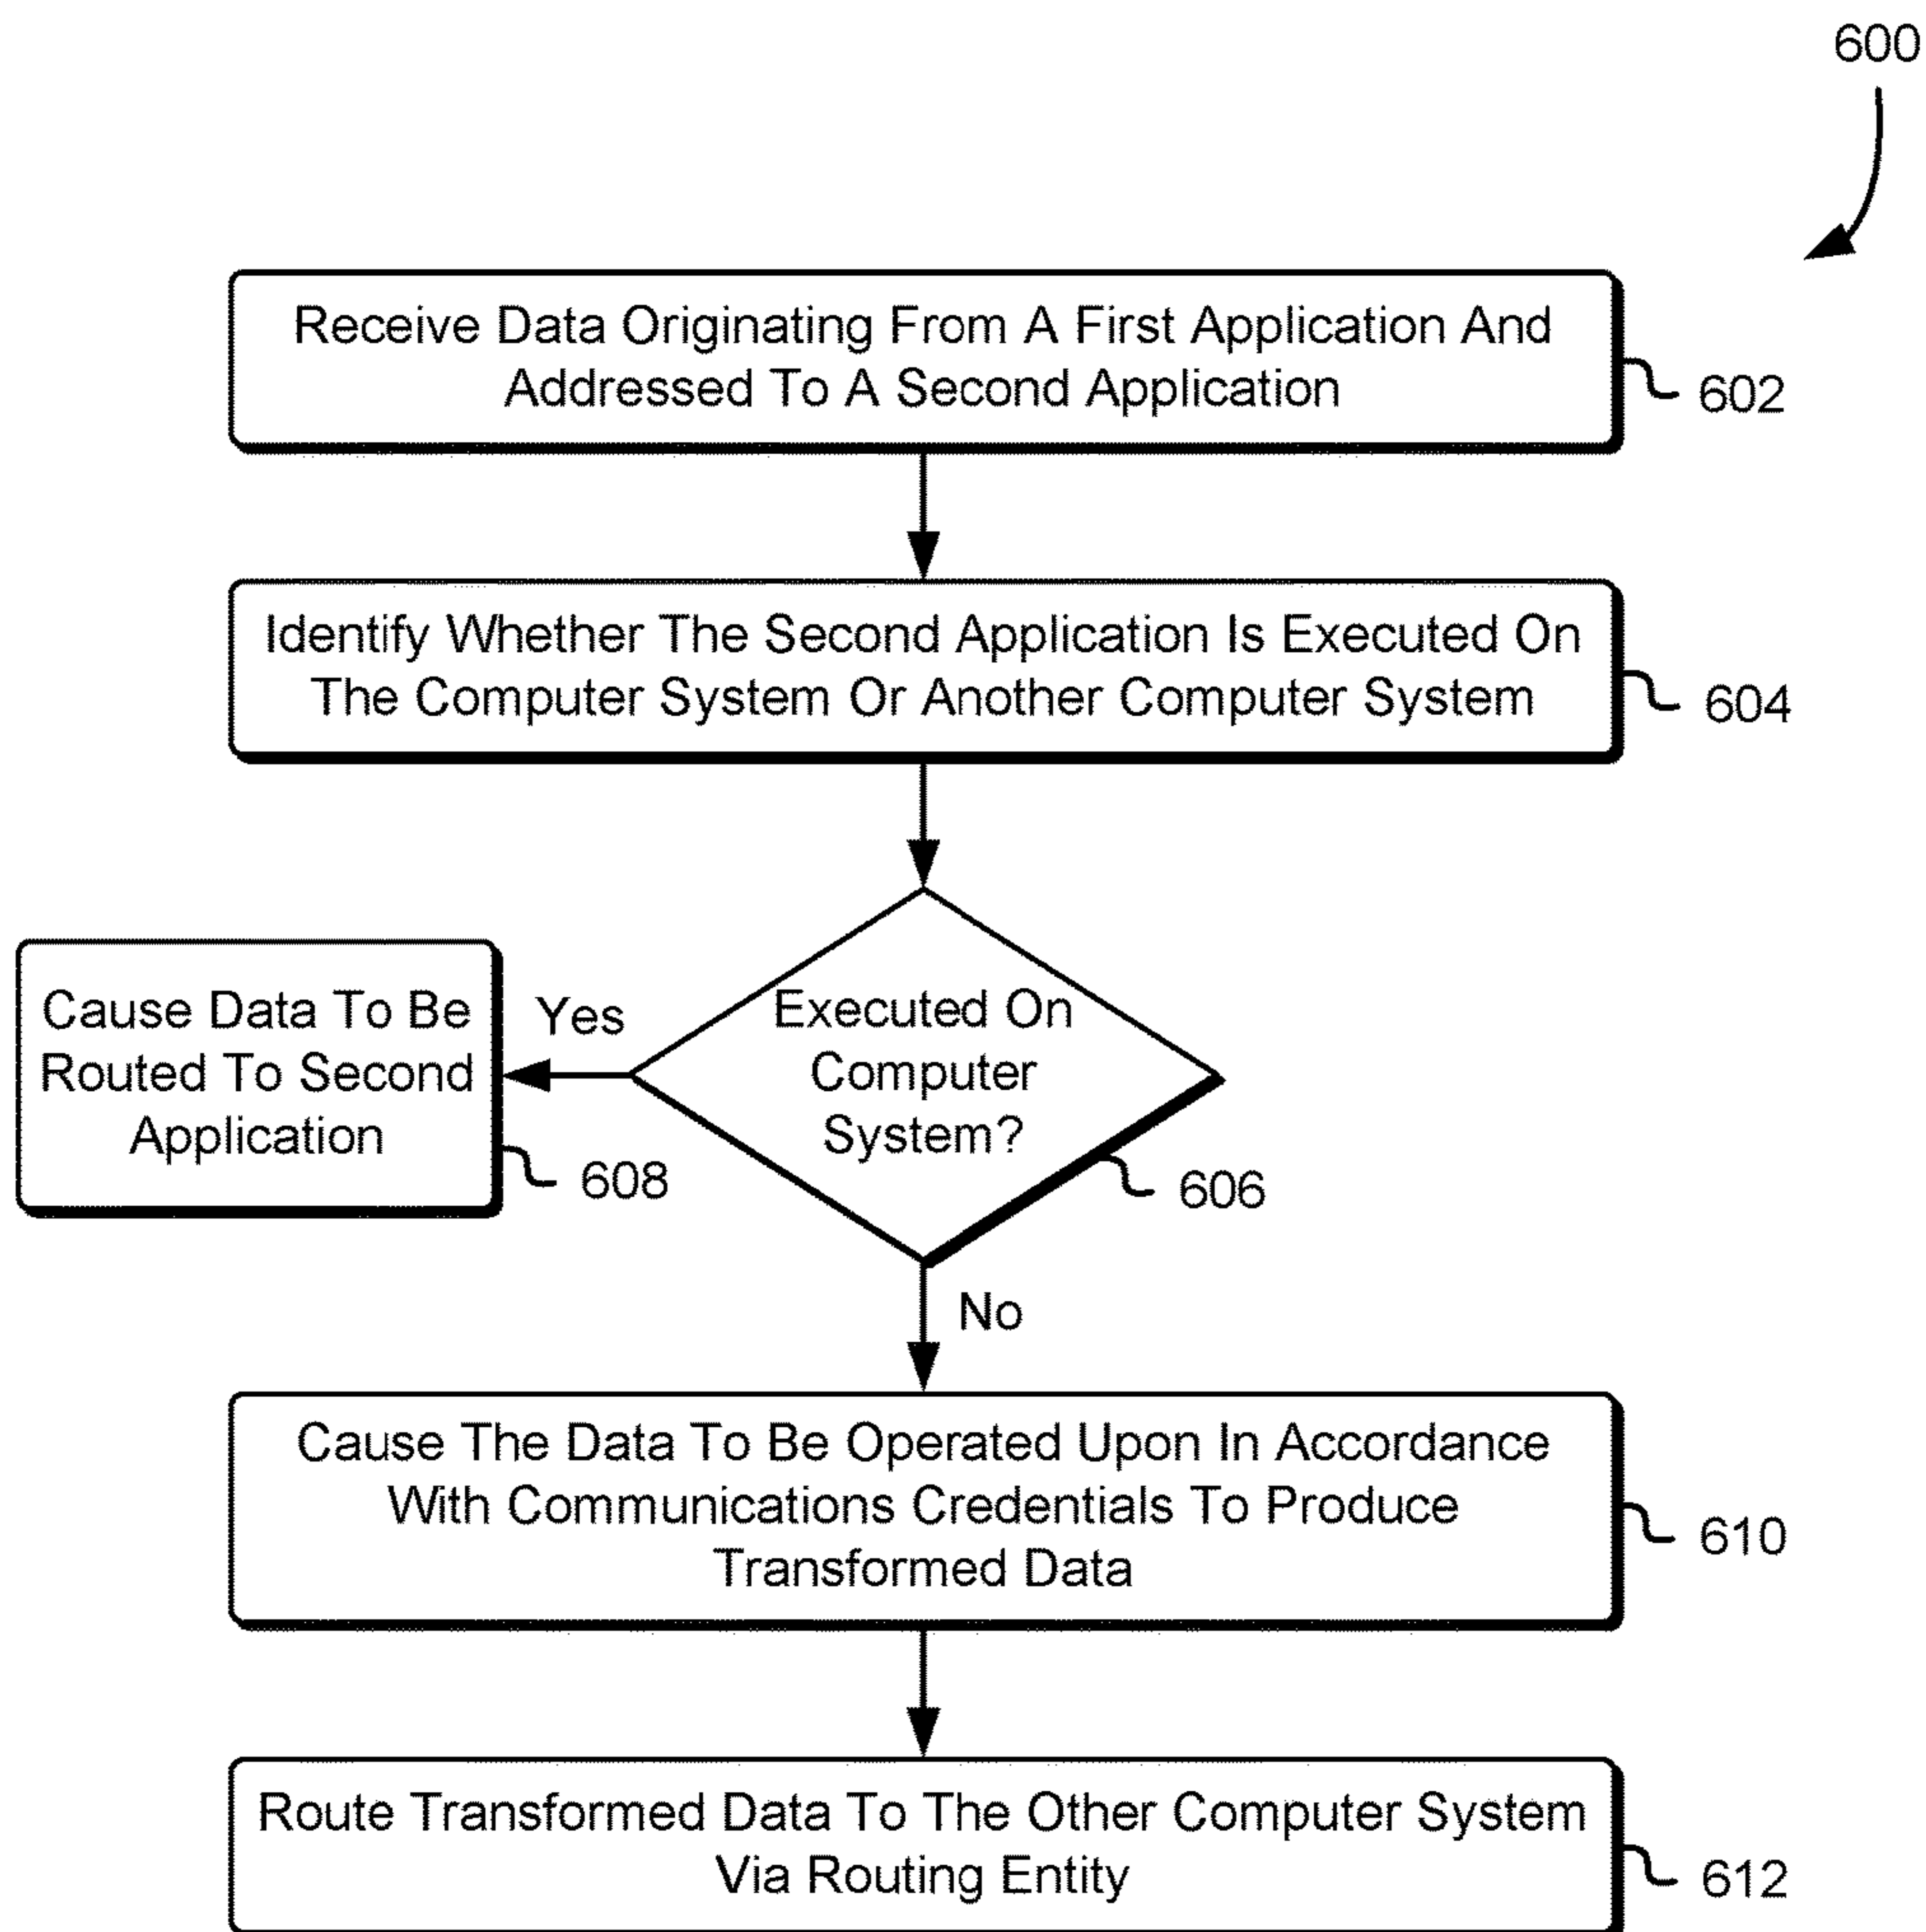 600
Receive Data Originating From A First Application And
Addressed To A Second Application
602
Identify Whether The Second Application Is Executed On
The Computer System Or Another Computer System
604
Cause Data To Be
Routed To Second
Application
608
Yes
Executed On
Computer
System?
606
No
Cause The Data To Be Operated Upon In Accordance
With Communications Credentials To Produce
Transformed Data
610
Route Transformed Data To The Other Computer System
Via Routing Entity
612